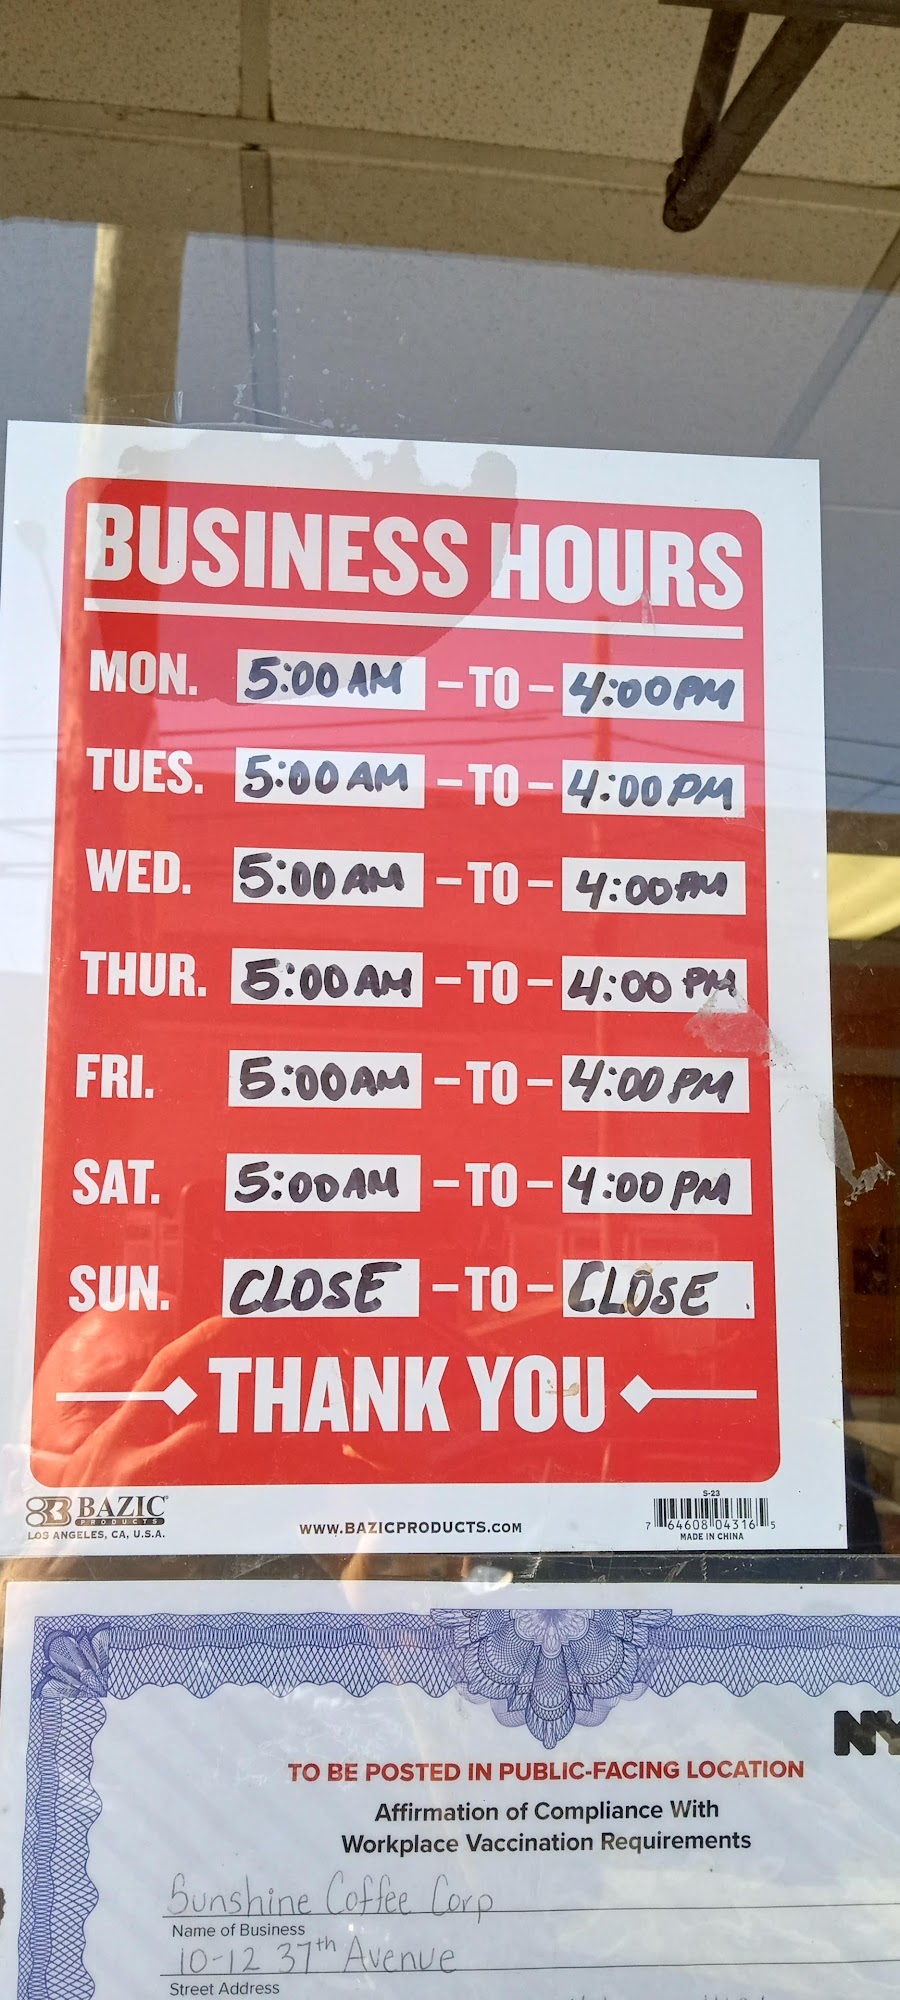 BUSINESS HOURS
MON. 5:00 AM - TO - 4:00 PM
TUES. 5:00 AM - TO - 4:00 PM
WED. 5:00 AM - TO - 4:00
THUR. 5:00 AM - TO - 4:00 PM
FRI. 5:00 AM - TO - 4:00 PM
SAT. 5:00 AM - TO - 4:00 PM
SUN. CLOSE - TO - CLOSE
THANK YOU
BAZIC
PRODUCTS
LOS ANGELES, CA, U.S.A.
WWW.BAZICPRODUCTS.COM
S-23
7 64608 04316 5
MADE IN CHINA
NY
TO BE POSTED IN PUBLIC-FACING LOCATION
Affirmation of Compliance With
Workplace Vaccination Requirements
Sunshine Coffee Corp
Name of Business
10-12 37th Avenue
Street Address